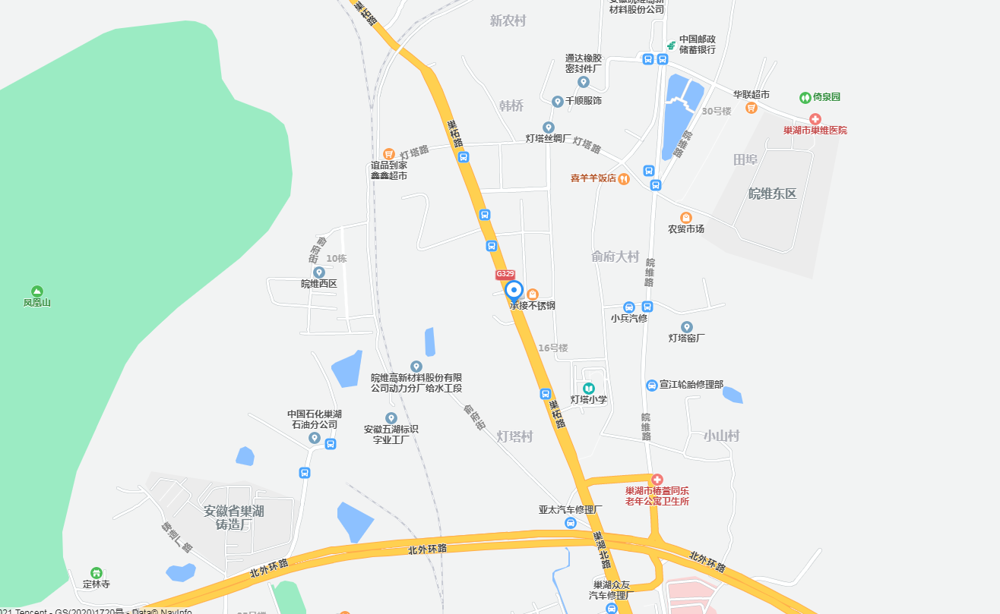 巢柘路
新农村
材料股份公司
中国邮政
储蓄银行
通达橡胶
密封件厂
千顺服饰
韩桥
华联超市
倚泉园
30号楼
巢湖市巢维医院
灯塔丝绸厂
灯塔路
巢柘路
灯塔路
皖维路
谊品到家
鑫鑫超市
田埠
喜羊羊饭店
皖维东区
农贸市场
俞府街
10栋
俞府大村
皖维路
G329
皖维西区
凤凰山
承接不锈钢
小兵汽修
灯塔窑厂
16号楼
皖维高新材料股份有限
公司动力分厂给水工段
宣江轮胎修理部
灯塔小学
俞府街
巢柘路
中国石化巢湖
石油分公司
安徽五湖标识
字业工厂
灯塔村
皖维路
小山村
巢湖市椿萱同乐
老年公寓卫生所
安徽省巢湖
铸造厂
亚太汽车修理厂
铸造厂路
北外环路
巢湖北路
北外环路
北外环路
定林寺
巢湖众友
汽车修理厂